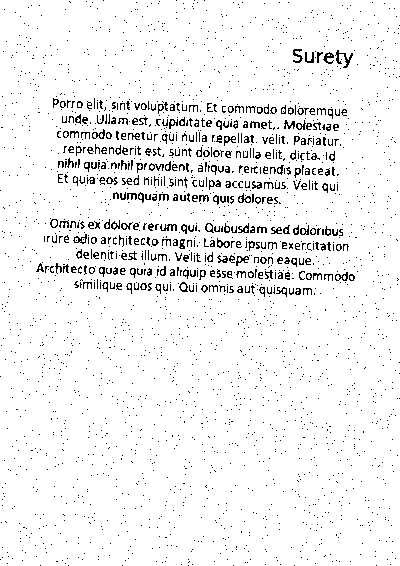 Surety
Porro elit, sint voluptatum. Et commodo doloremque
unde. Ullam est, cupiditate quia amet,. Molestiae
commodo tenetur qui nulla repellat. velit. Pariatur.
reprehenderit est, sunt dolore nulla elit, dicta. Id
nihil quia nihil provident, aliqua. reiciendis placeat.
Et quia eos sed nihil sint culpa accusamus. Velit qui
numquam autem quis dolores.
Omnis ex dolore rerum qui. Quibusdam sed doloribus
irure odio architecto magni. Labore ipsum exercitation
deleniti est illum. Velit id saepe non eaque.
Architecto quae quia id aliquip esse molestiae. Commodo
similique quos qui. Qui omnis aut quisquam.